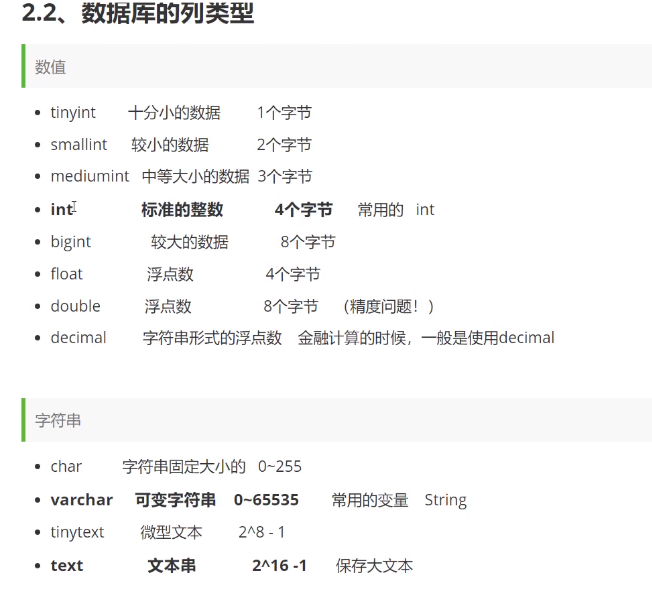 2.2、数据库的列类型
数值
tinyint 十分小的数据 1个字节
smallint 较小的数据 2个字节
mediumint 中等大小的数据 3个字节
int 标准的整数 4个字节 常用的 int
bigint 较大的数据 8个字节
float 浮点数 4个字节
double 浮点数 8个字节 （精度问题！）
decimal 字符串形式的浮点数 金融计算的时候，一般是使用decimal
字符串
char 字符串固定大小的 0~255
varchar 可变字符串 0~65535 常用的变量 String
tinytext 微型文本 2^8 - 1
text 文本串 2^16 -1 保存大文本